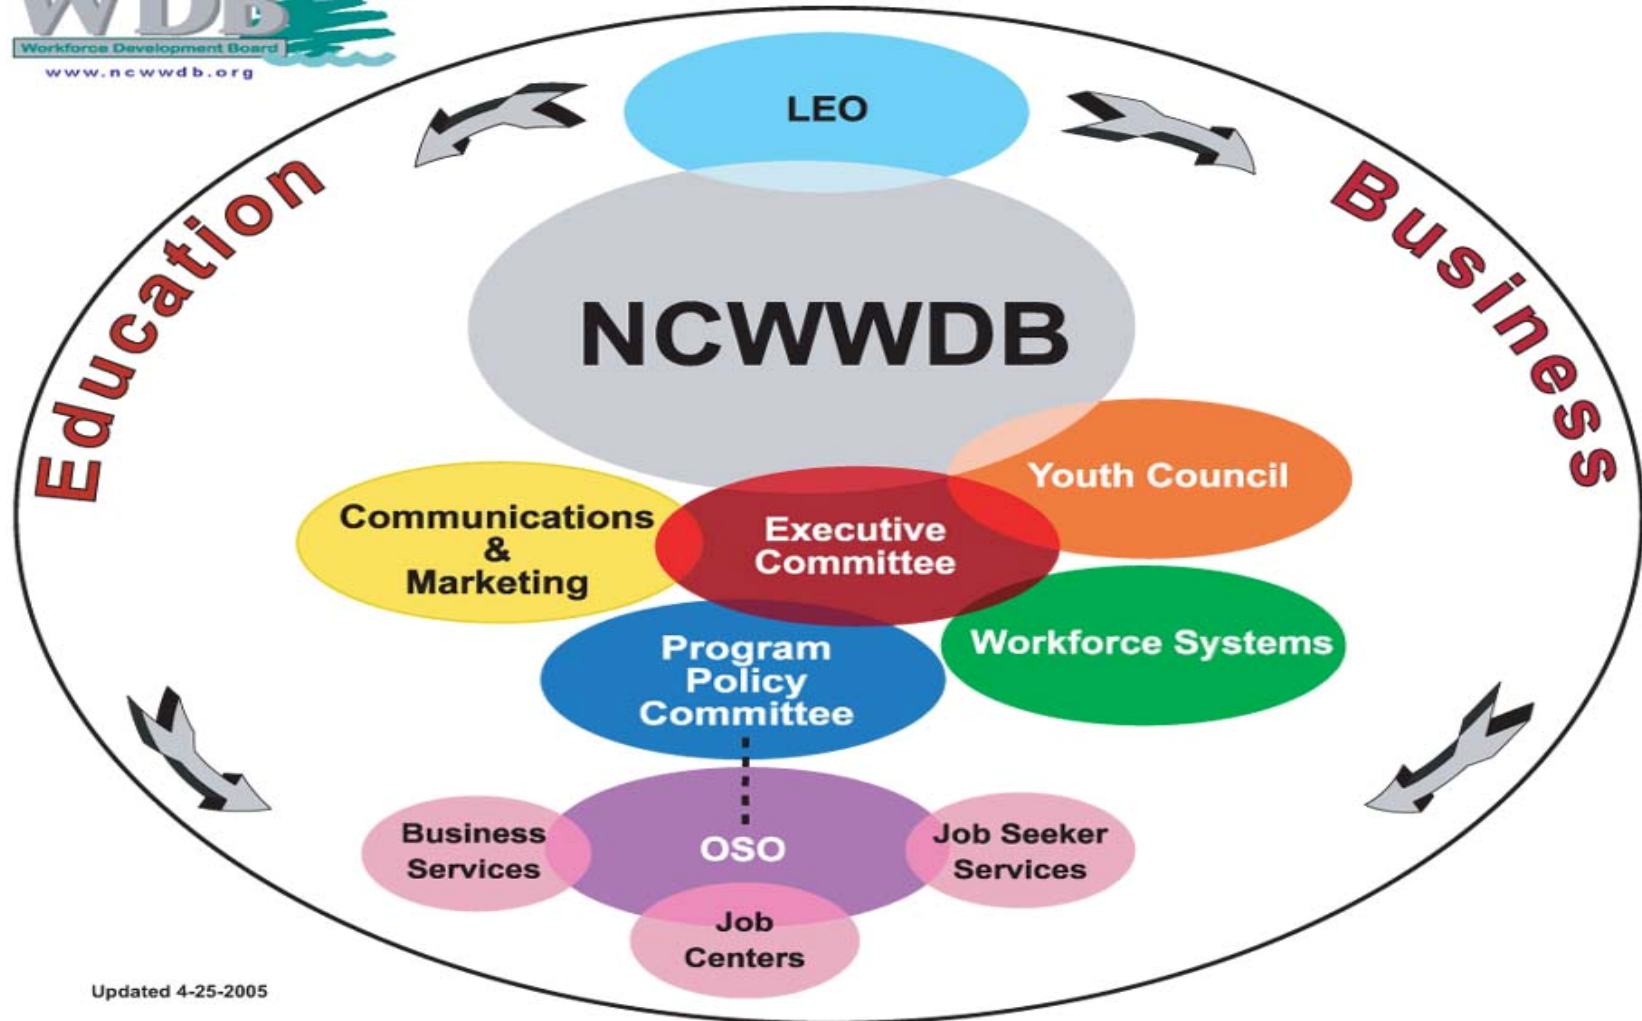 WDB
Workforce Development Board
www.ncwwdb.org
LEO
Education
Business
NCWWDB
Youth Council
Communications
&
Marketing
Executive
Committee
Program
Policy
Committee
Workforce Systems
Business
Services
OSO
Job Seeker
Services
Job
Centers
Updated 4-25-2005